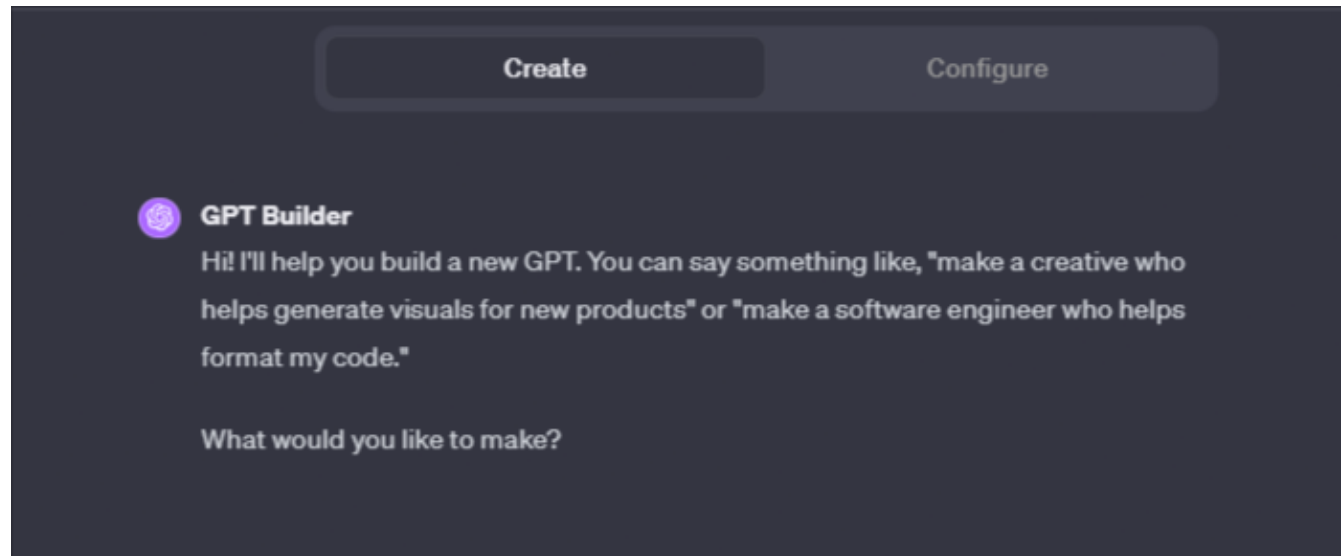 Create
Configure
GPT Builder
Hi! I'll help you build a new GPT. You can say something like, "make a creative who
helps generate visuals for new products" or "make a software engineer who helps
format my code."
What would you like to make?